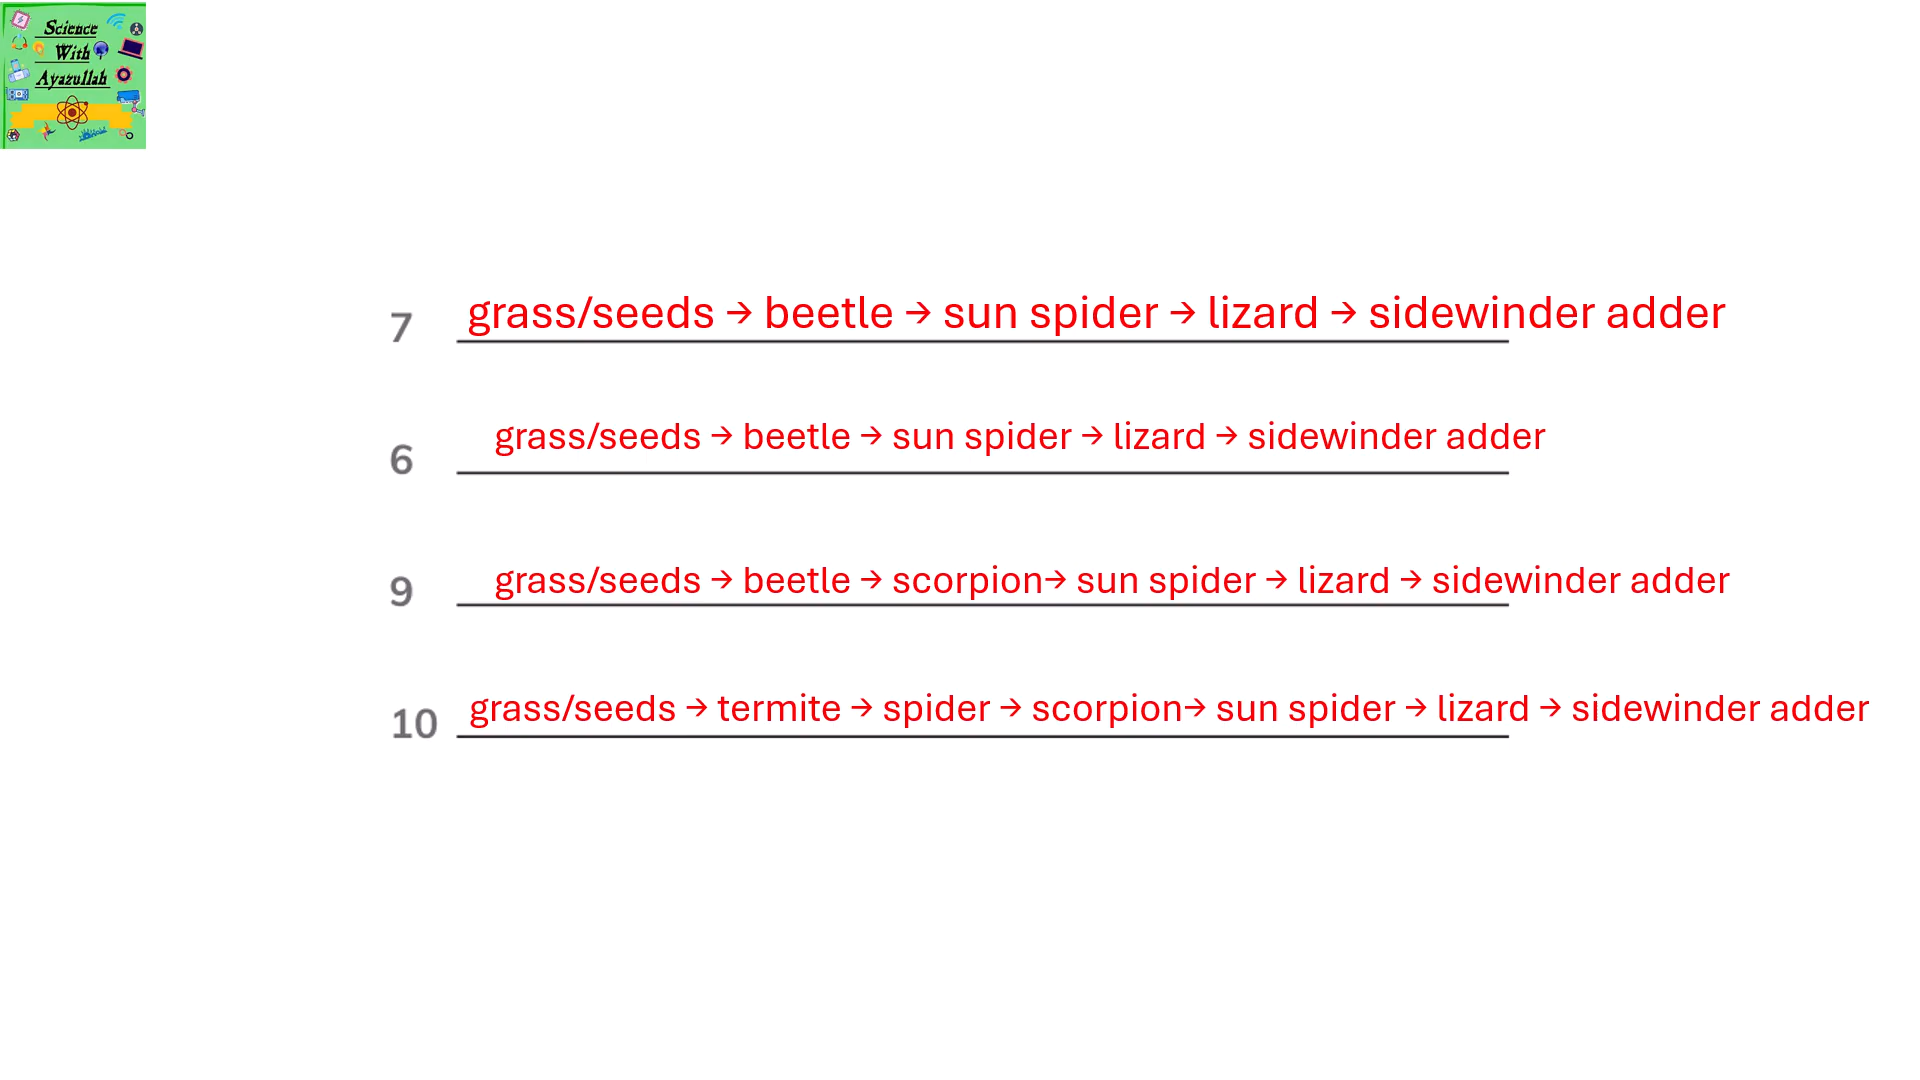 Science
With
Ayazullah
7 grass/seeds → beetle → sun spider → lizard → sidewinder adder
6 grass/seeds → beetle → sun spider → lizard → sidewinder adder
9 grass/seeds → beetle → scorpion→ sun spider → lizard → sidewinder adder
10 grass/seeds → termite → spider → scorpion→ sun spider → lizard → sidewinder adder